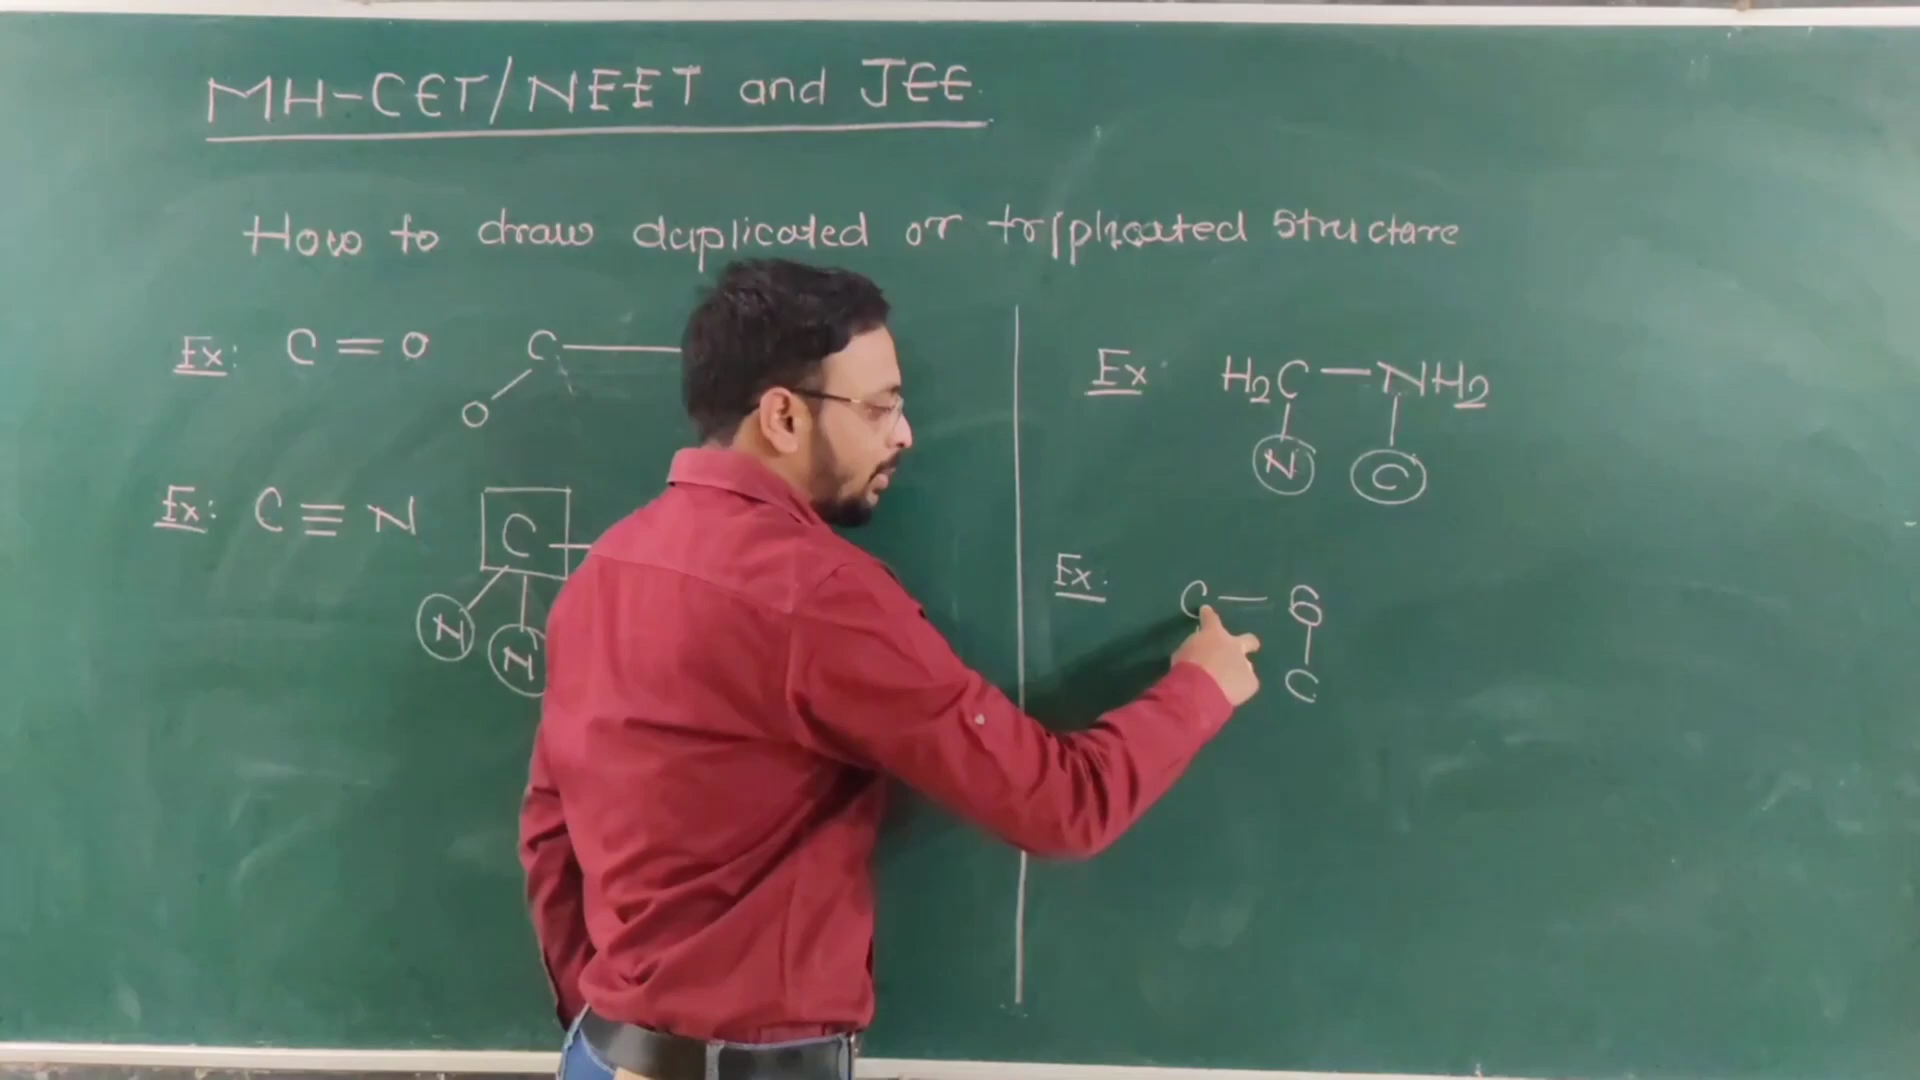 MH-CET/NEET and JEE
How to draw duplicated or triplicated structure
Ex: C = O C
O
Ex: C ≡ N C
N N
Ex. H2C - NH2
N C
Ex. C - S
C